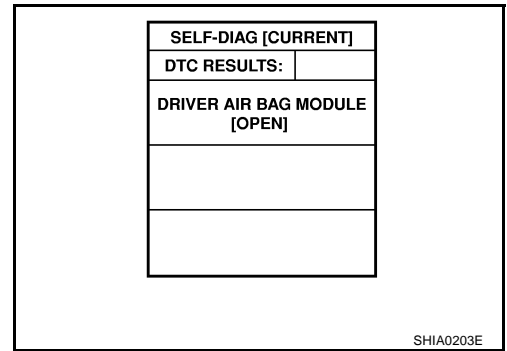 SELF-DIAG [CURRENT]
DTC RESULTS:
DRIVER AIR BAG MODULE
[OPEN]
SHIA0203E